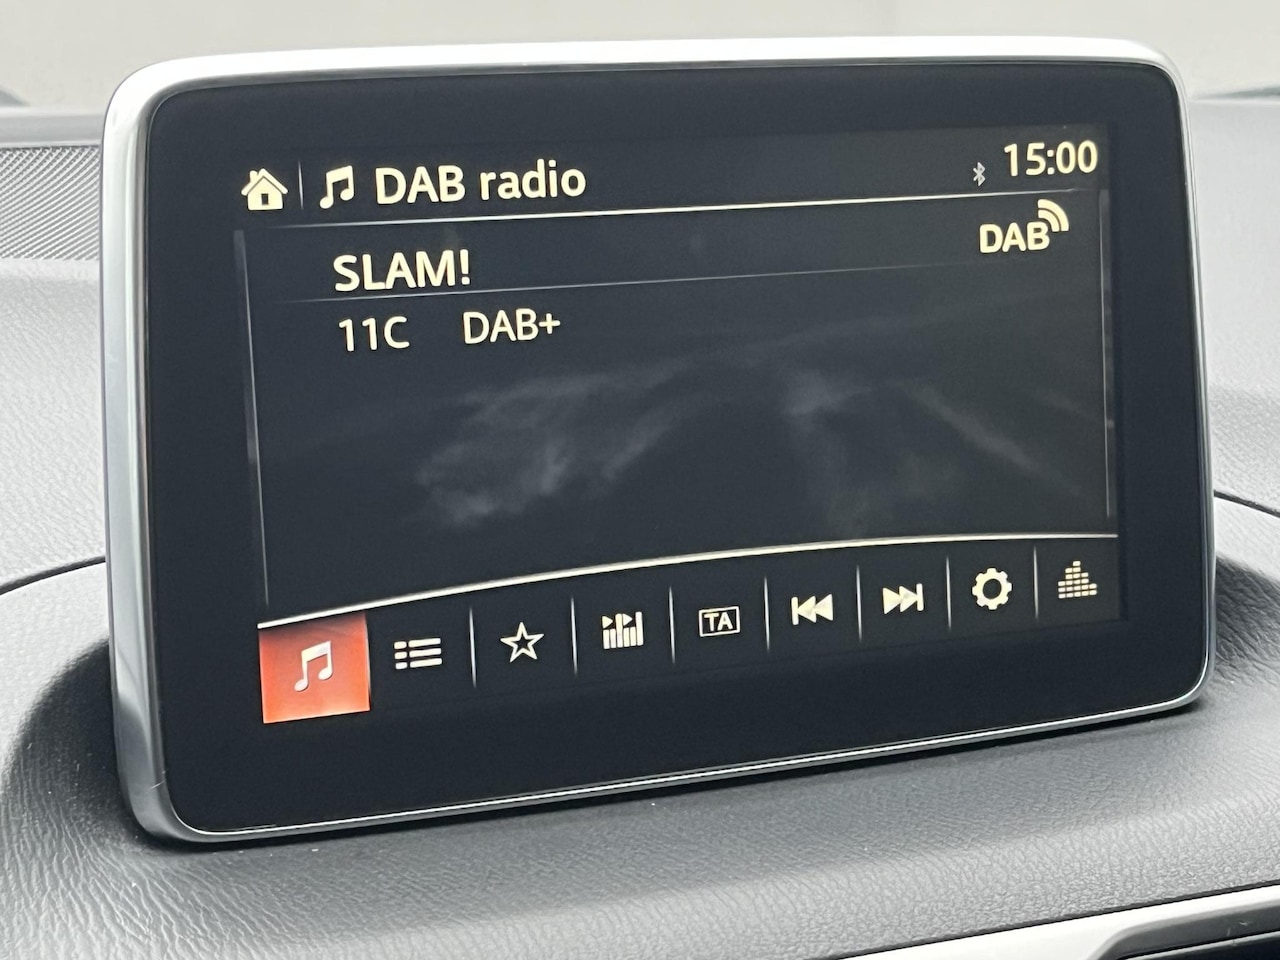 DAB radio 15:00
SLAM! DAB
11C DAB+
TA